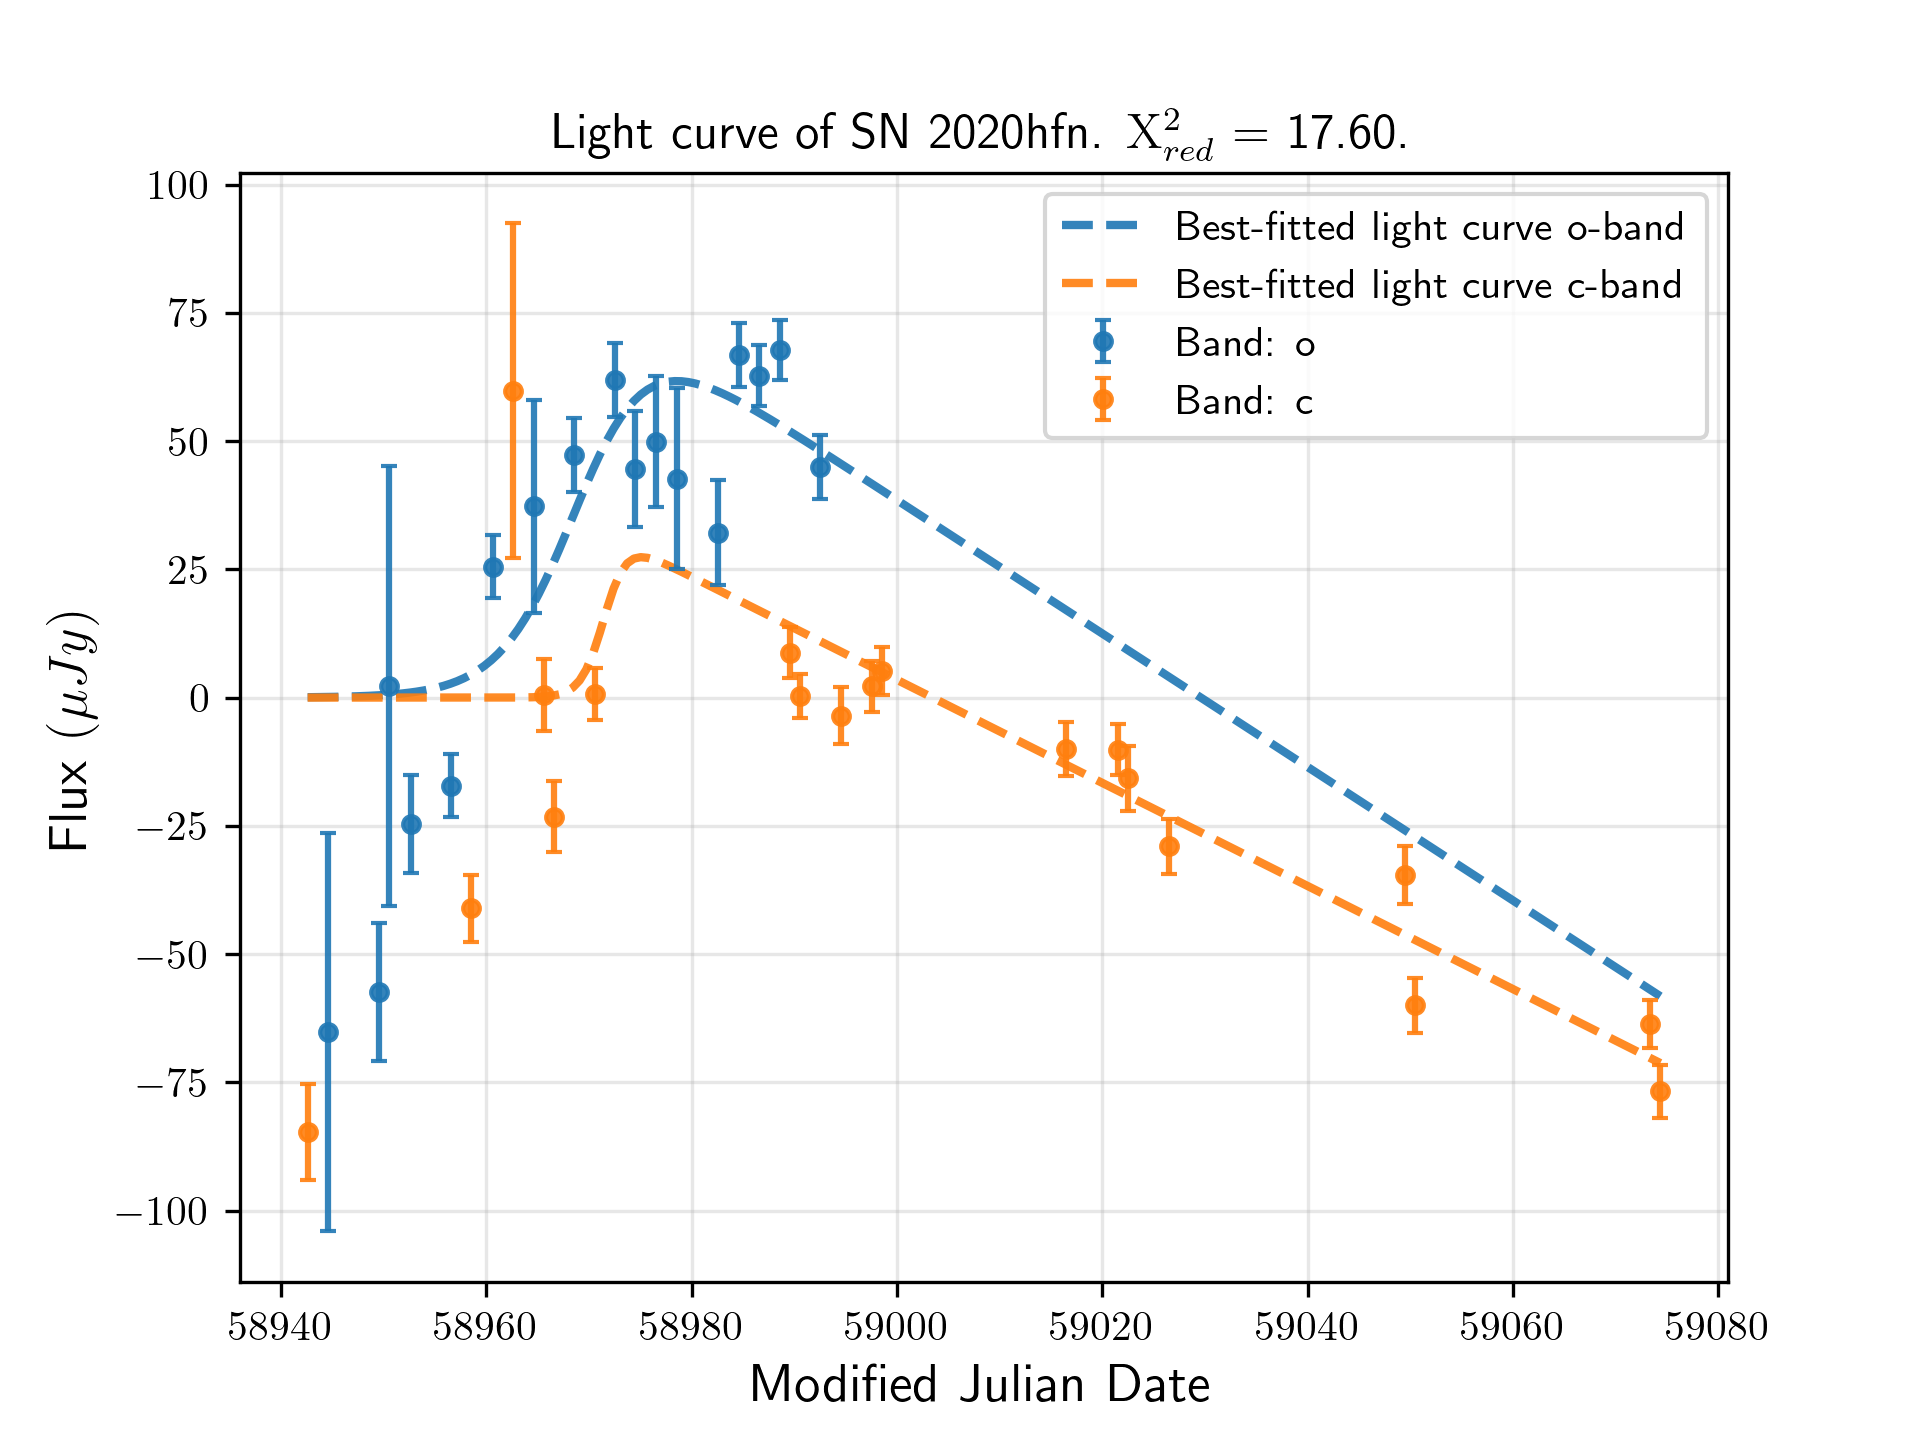 Light curve of SN 2020hfn. X²_red = 17.60.
100
75
50
25
0
−25
−50
−75
−100
Flux (μJy)
Best-fitted light curve o-band
Best-fitted light curve c-band
Band: o
Band: c
58940 58960 58980 59000 59020 59040 59060 59080
Modified Julian Date